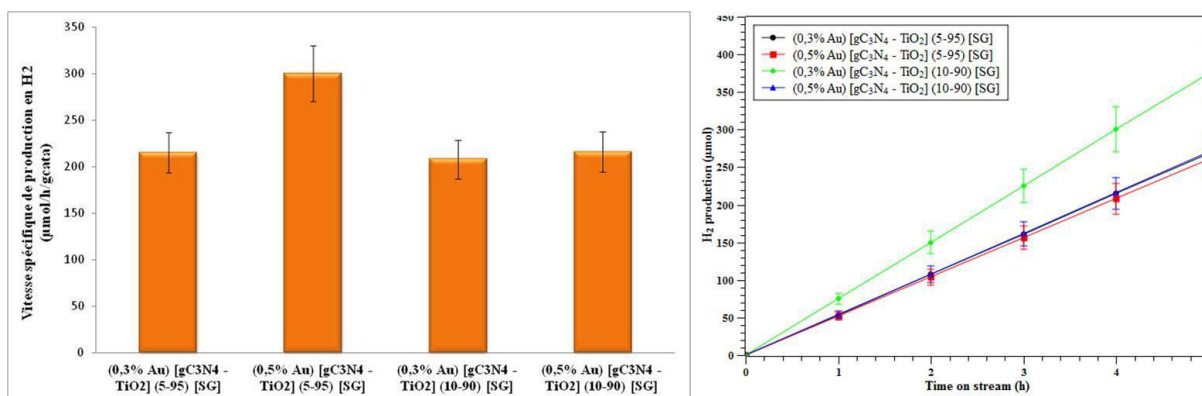 Vitesse spécifique de production en H2
(µmol/h/gcata)
350
300
250
200
150
100
50
0
(0,3% Au) [gC3N4 -
TiO2] (5-95) [SG]
(0,5% Au) [gC3N4 -
TiO2] (5-95) [SG]
(0,3% Au) [gC3N4 -
TiO2] (10-90) [SG]
(0,5% Au) [gC3N4 -
TiO2] (10-90) [SG]
H2 production (µmol)
450
400
350
300
250
200
150
100
50
0
(0,3% Au) [gC3N4 - TiO2] (5-95) [SG]
(0,5% Au) [gC3N4 - TiO2] (5-95) [SG]
(0,3% Au) [gC3N4 - TiO2] (10-90) [SG]
(0,5% Au) [gC3N4 - TiO2] (10-90) [SG]
0 1 2 3 4
Time on stream (h)